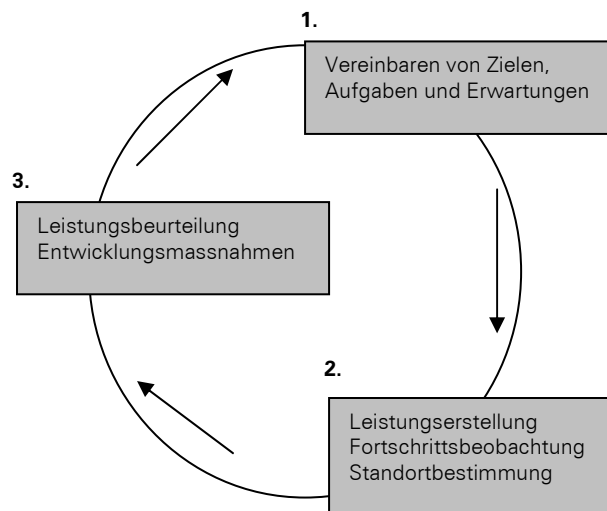 1.
Vereinbaren von Zielen,
Aufgaben und Erwartungen
2.
Leistungserstellung
Fortschrittsbeobachtung
Standortbestimmung
3.
Leistungsbeurteilung
Entwicklungsmassnahmen